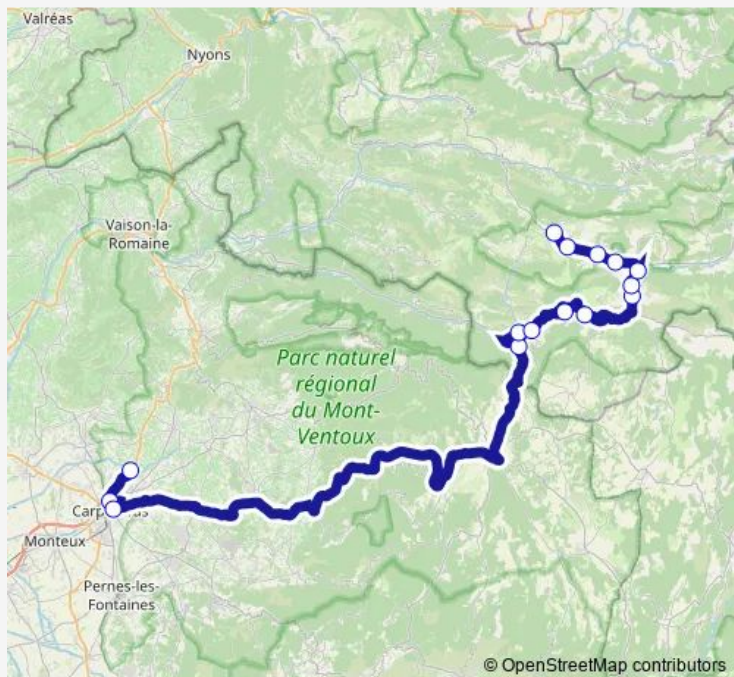 Valréas
Nyons
Vaison-la-
Romaine
Parc naturel
régional
du Mont-
Ventoux
Monteux
Pernes-les-
Fontaines
© OpenStreetMap contributors